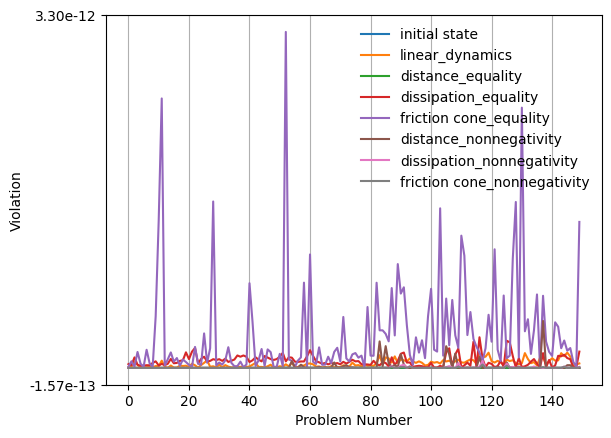 3.30e-12
initial state
linear_dynamics
distance_equality
dissipation_equality
friction cone_equality
distance_nonnegativity
dissipation_nonnegativity
friction cone_nonnegativity
Violation
-1.57e-13
0 20 40 60 80 100 120 140
Problem Number